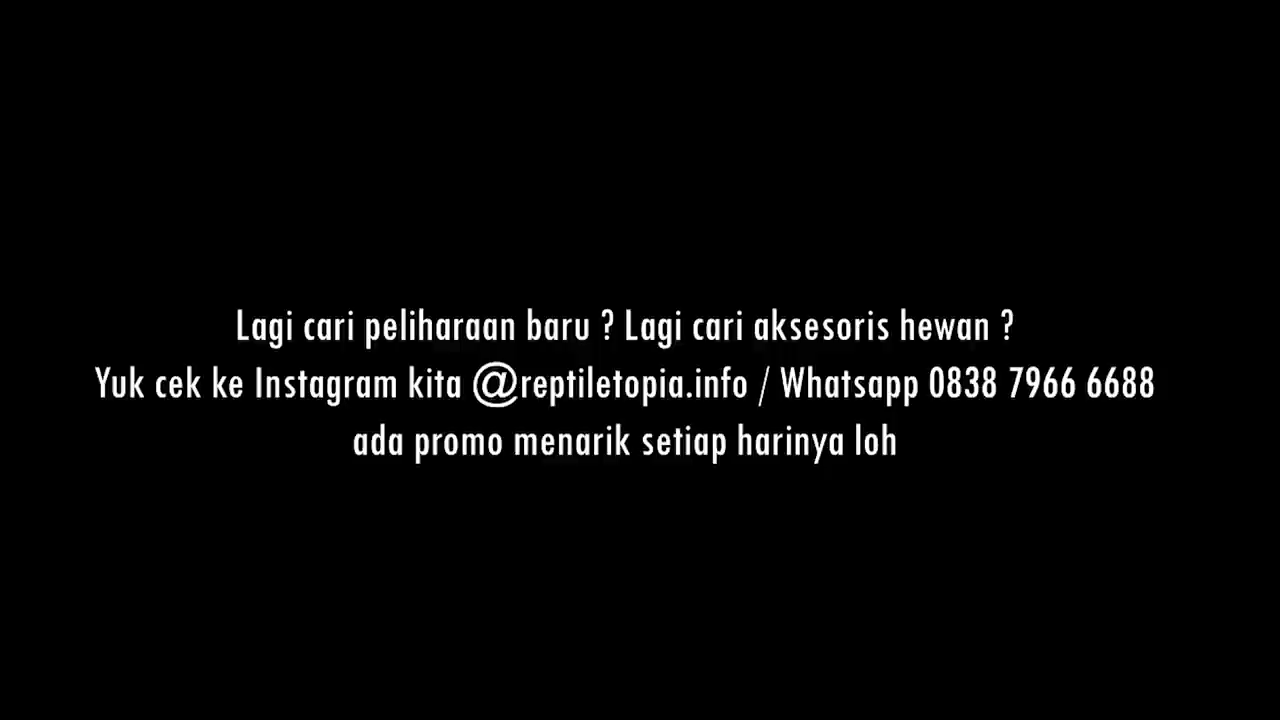 Lagi cari peliharaan baru ? Lagi cari aksesoris hewan ?
Yuk cek ke Instagram kita @reptiletopia.info / Whatsapp 0838 7966 6688
ada promo menarik setiap harinya loh